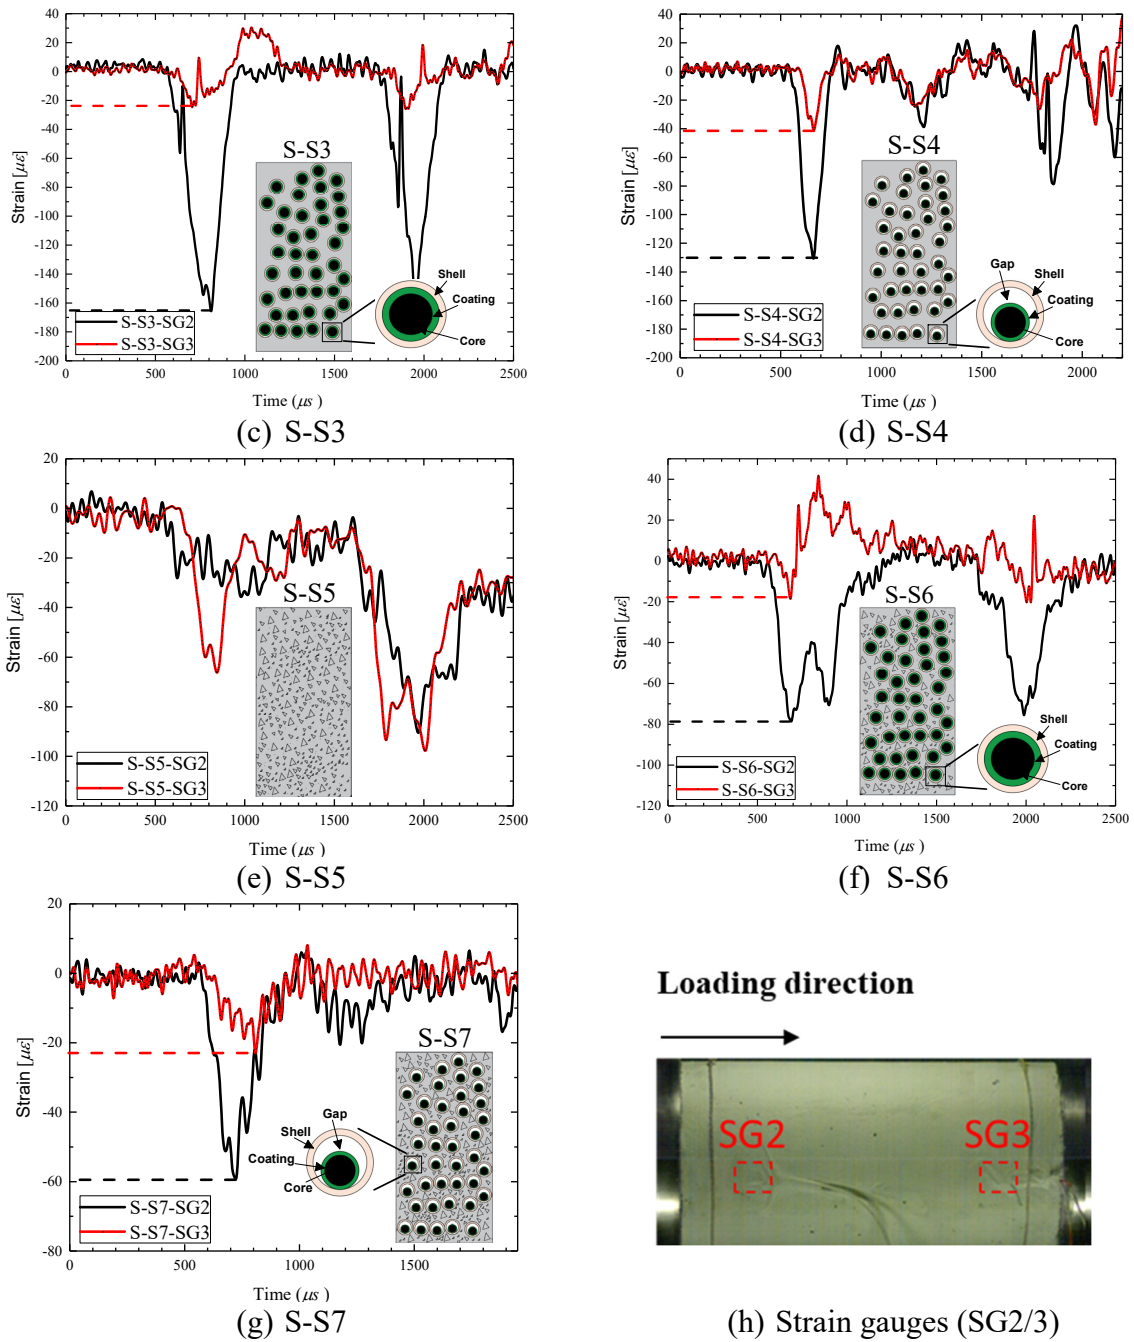 40
20
0
-20
-40
-60
-80
-100
-120
-140
-160
-180
-200
Strain [με]
S-S3
Shell
Coating
Core
S-S3-SG2
S-S3-SG3
0 500 1000 1500 2000 2500
Time (μs)
(c) S-S3
40
20
0
-20
-40
-60
-80
-100
-120
-140
-160
-180
-200
Strain [με]
S-S4
Gap
Shell
Coating
Core
S-S4-SG2
S-S4-SG3
0 500 1000 1500 2000
Time (μs)
(d) S-S4
20
0
-20
-40
-60
-80
-100
-120
Strain [με]
S-S5
S-S5-SG2
S-S5-SG3
0 500 1000 1500 2000 2500
Time (μs)
(e) S-S5
40
20
0
-20
-40
-60
-80
-100
-120
Strain [με]
S-S6
Shell
Coating
Core
S-S6-SG2
S-S6-SG3
0 500 1000 1500 2000 2500
Time (μs)
(f) S-S6
20
0
-20
-40
-60
-80
Strain [με]
S-S7
Gap
Shell
Coating
Core
S-S7-SG2
S-S7-SG3
0 500 1000 1500
Time (μs)
(g) S-S7
Loading direction
SG2 SG3
(h) Strain gauges (SG2/3)